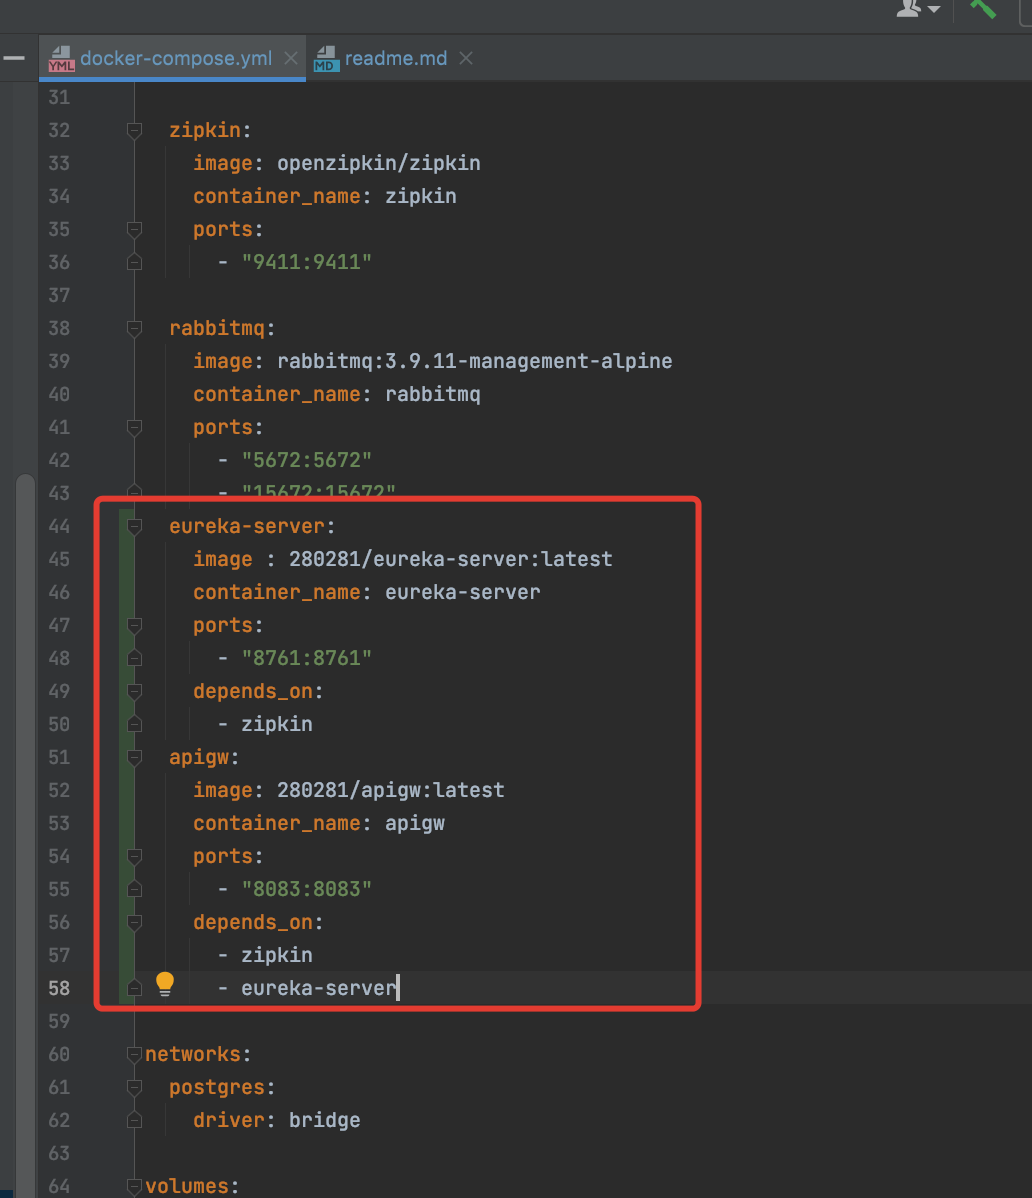 docker-compose.yml
readme.md
31
32 zipkin:
33 image: openzipkin/zipkin
34 container_name: zipkin
35 ports:
36 - "9411:9411"
37
38 rabbitmq:
39 image: rabbitmq:3.9.11-management-alpine
40 container_name: rabbitmq
41 ports:
42 - "5672:5672"
43 - "15672:15672"
44 eureka-server:
45 image : 280281/eureka-server:latest
46 container_name: eureka-server
47 ports:
48 - "8761:8761"
49 depends_on:
50 - zipkin
51 apigw:
52 image: 280281/apigw:latest
53 container_name: apigw
54 ports:
55 - "8083:8083"
56 depends_on:
57 - zipkin
58 - eureka-server
59
60 networks:
61 postgres:
62 driver: bridge
63
64 volumes: